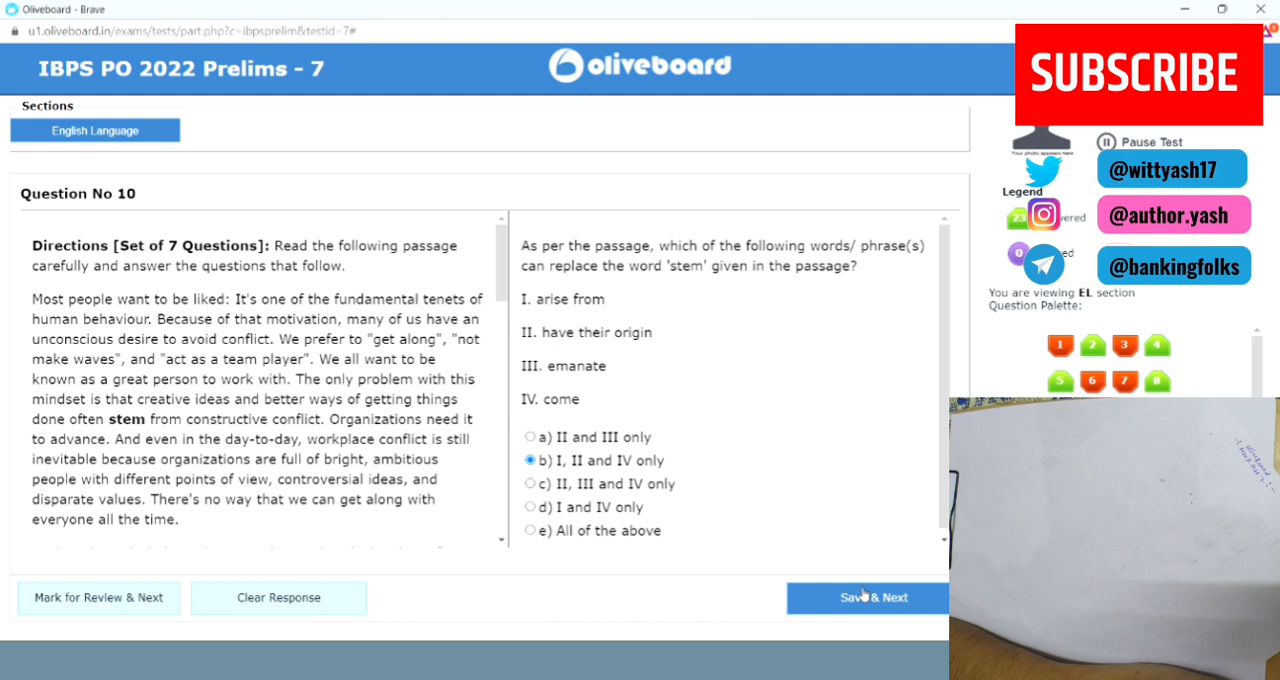 Oliveboard - Brave
u1.oliveboard.in/exams/tests/part.php?c=ibpsprelim&testid=7#
IBPS PO 2022 Prelims - 7
oliveboard
SUBSCRIBE
Sections
English Language
Your photo appears here
Pause Test
@wittyash17
Legend
23
@author.yash
0
@bankingfolks
You are viewing EL section
Question Palette:
1 2 3 4
5 6 7 8
Question No 10
Directions [Set of 7 Questions]: Read the following passage
carefully and answer the questions that follow.
Most people want to be liked: It's one of the fundamental tenets of
human behaviour. Because of that motivation, many of us have an
unconscious desire to avoid conflict. We prefer to "get along", "not
make waves", and "act as a team player". We all want to be
known as a great person to work with. The only problem with this
mindset is that creative ideas and better ways of getting things
done often stem from constructive conflict. Organizations need it
to advance. And even in the day-to-day, workplace conflict is still
inevitable because organizations are full of bright, ambitious
people with different points of view, controversial ideas, and
disparate values. There's no way that we can get along with
everyone all the time.
As per the passage, which of the following words/ phrase(s)
can replace the word 'stem' given in the passage?
I. arise from
II. have their origin
III. emanate
IV. come
a) II and III only
b) I, II and IV only
c) II, III and IV only
d) I and IV only
e) All of the above
Mark for Review & Next
Clear Response
Save & Next